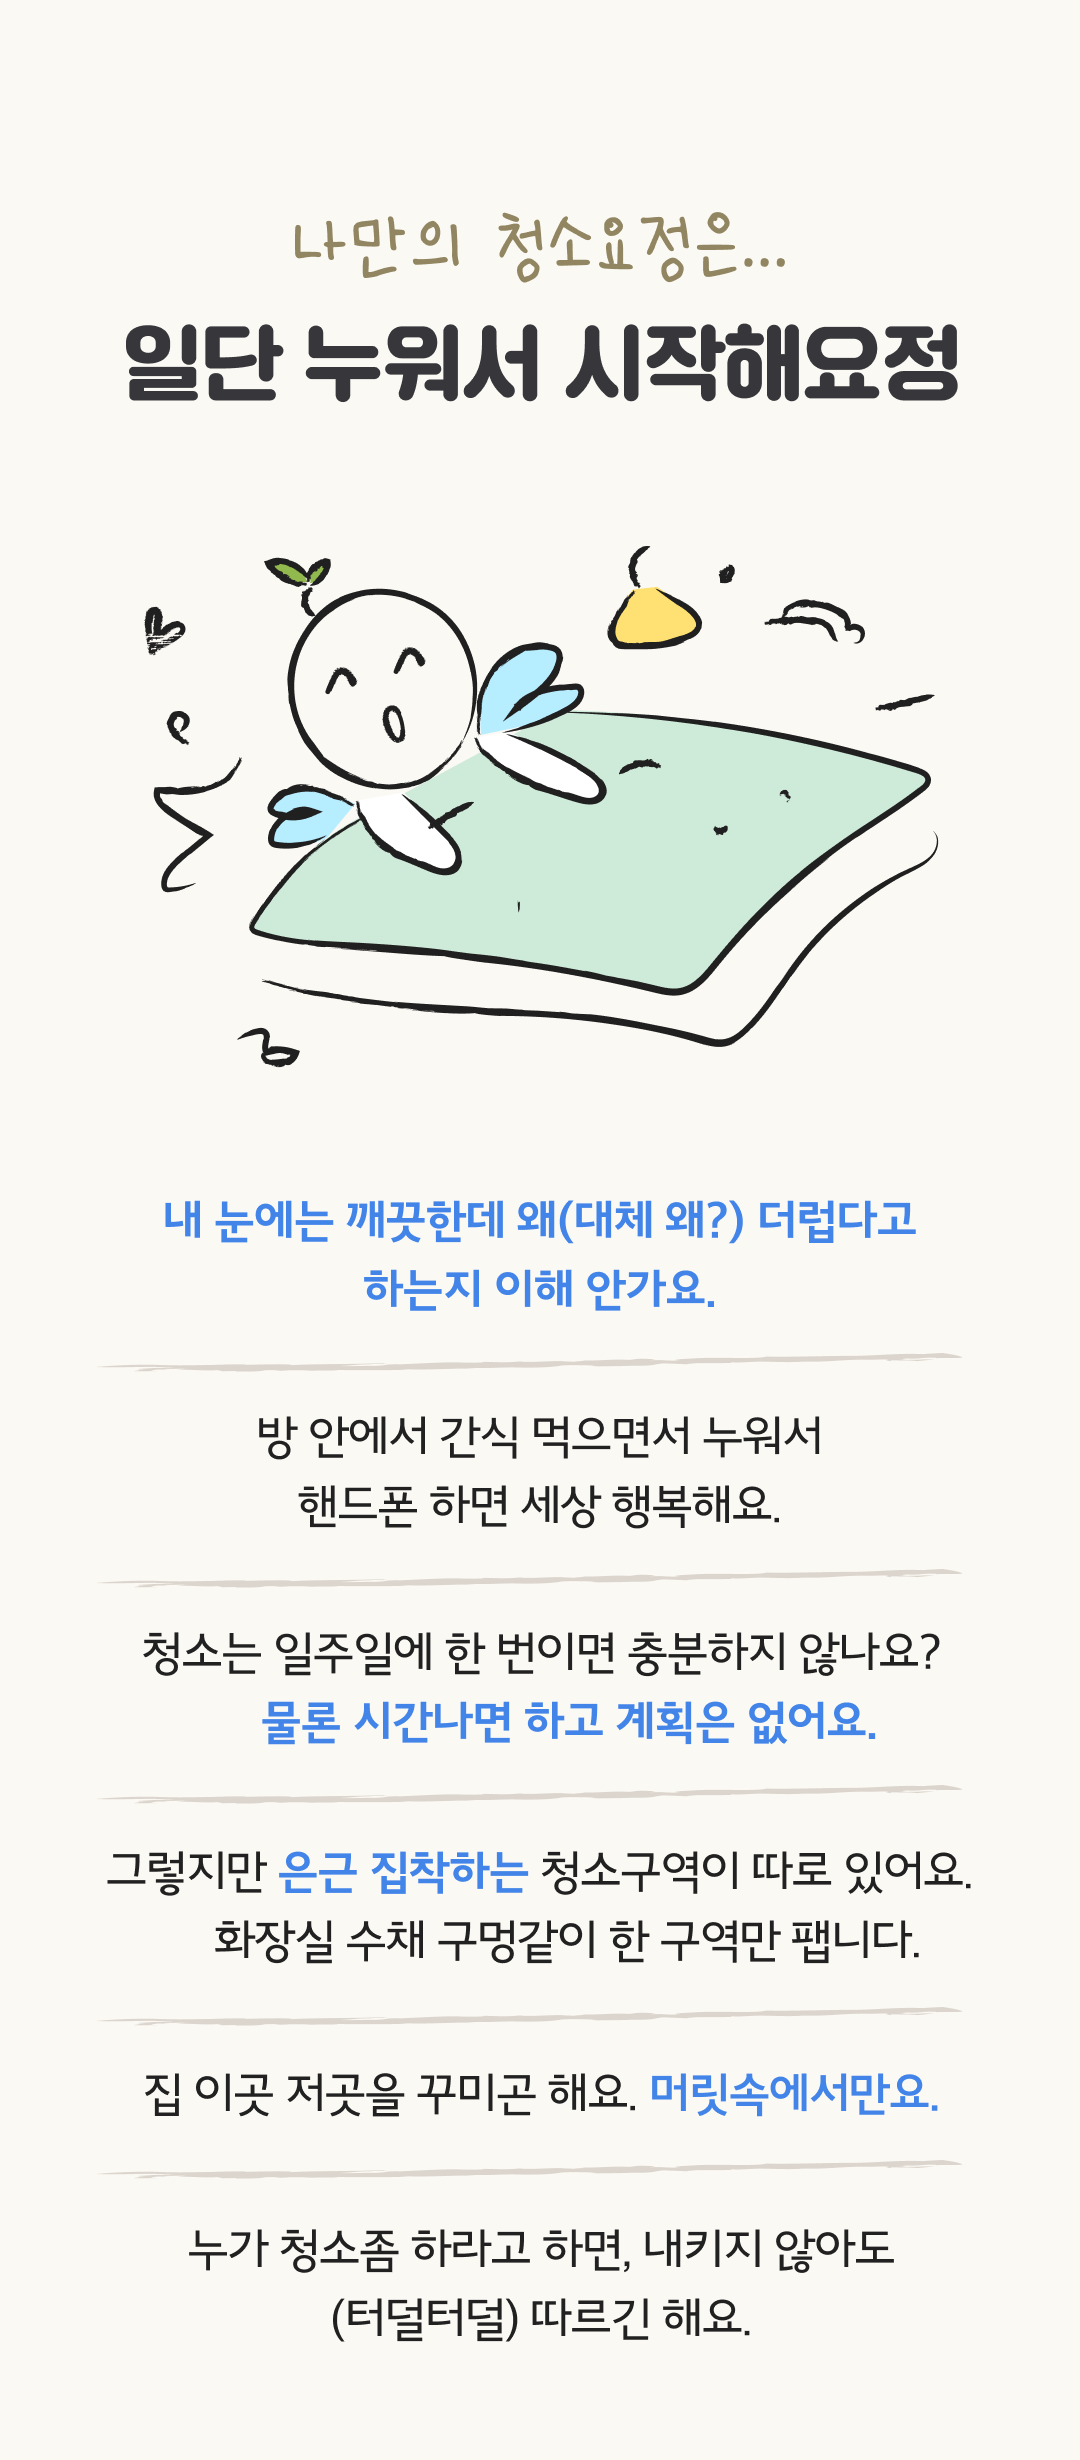 나만의 청소요정은...
일단 누워서 시작해요정
내 눈에는 깨끗한데 왜(대체 왜?) 더럽다고
하는지 이해 안가요.
방 안에서 간식 먹으면서 누워서
핸드폰 하면 세상 행복해요.
청소는 일주일에 한 번이면 충분하지 않나요?
물론 시간나면 하고 계획은 없어요.
그렇지만 은근 집착하는 청소구역이 따로 있어요.
화장실 수채 구멍같이 한 구역만 팹니다.
집 이곳 저곳을 꾸미곤 해요. 머릿속에서만요.
누가 청소좀 하라고 하면, 내키지 않아도
(터덜터덜) 따르긴 해요.